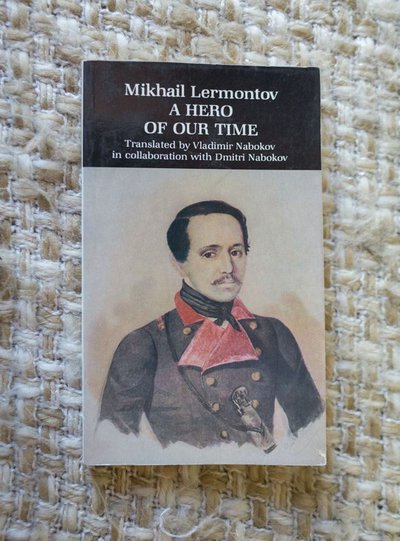 Mikhail Lermontov
A HERO
OF OUR TIME
Translated by Vladimir Nabokov
in collaboration with Dmitri Nabokov